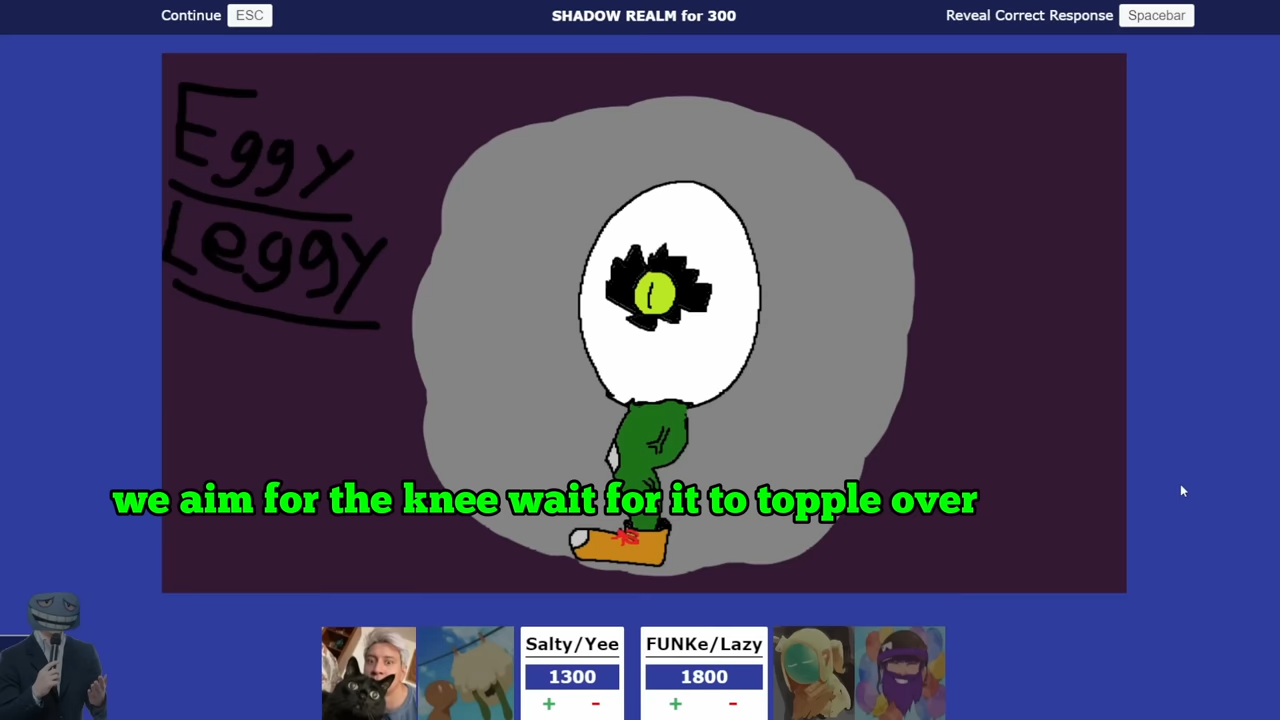 Continue ESC
SHADOW REALM for 300
Reveal Correct Response Spacebar
Eggy
Leggy
we aim for the knee wait for it to topple over
Salty/Yee
1300
+ -
FUNKe/Lazy
1800
+ -